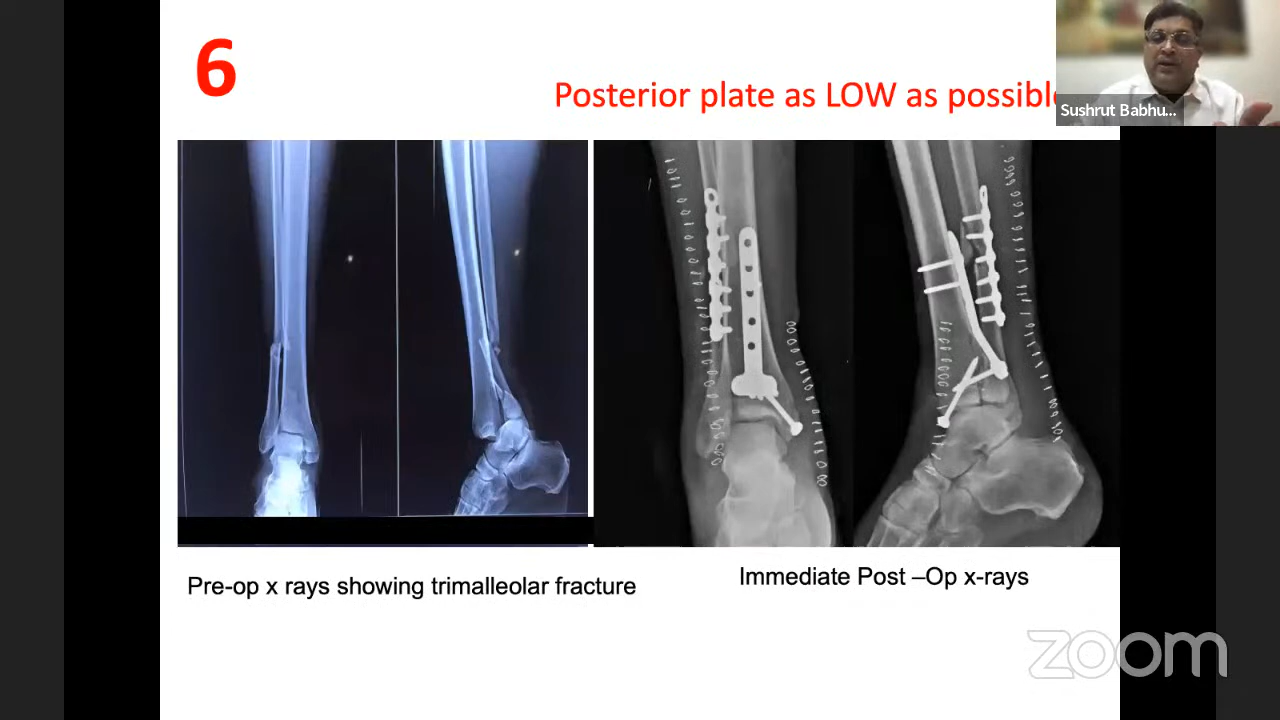 6
Posterior plate as LOW as possible
Sushrut Babhu...
Pre-op x rays showing trimalleolar fracture
Immediate Post –Op x-rays
zoom